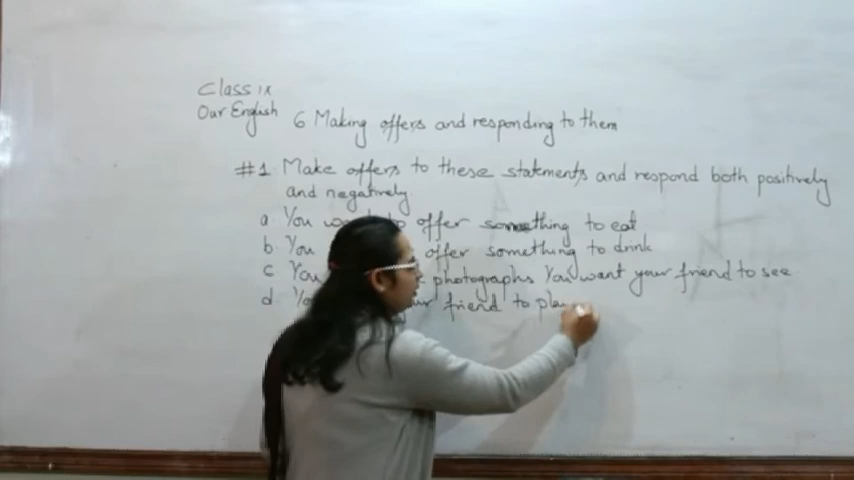 Class ix
Our English
6 Making offers and responding to them
#1 Make offers to these statements and respond both positively
and negatively.
a You offer something to eat
b You offer something to drink
c You photographs You want your friend to see
d friend to play